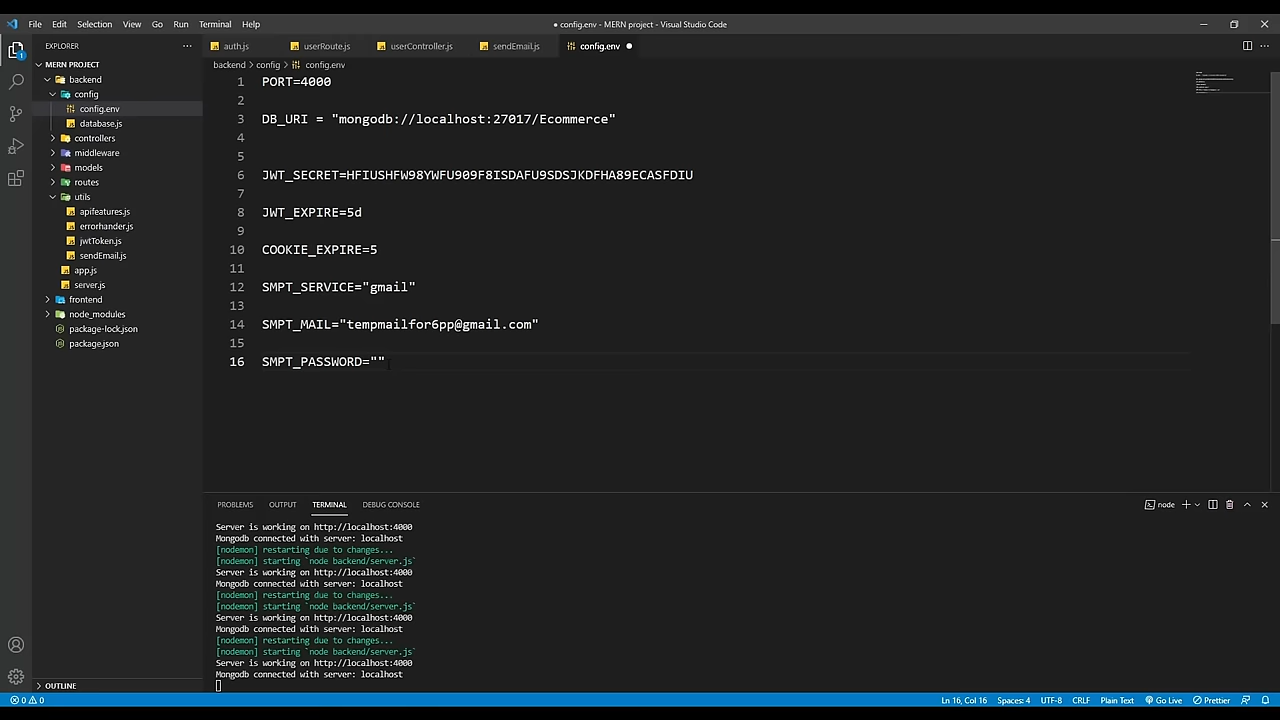 File Edit Selection View Go Run Terminal Help
● config.env - MERN project - Visual Studio Code
EXPLORER
MERN PROJECT
backend
config
config.env
database.js
controllers
middleware
models
routes
utils
apifeatures.js
errorhander.js
jwtToken.js
sendEmail.js
app.js
server.js
frontend
node_modules
package-lock.json
package.json
OUTLINE
auth.js userRoute.js userController.js sendEmail.js config.env
backend > config > config.env
1 PORT=4000
2
3 DB_URI = "mongodb://localhost:27017/Ecommerce"
4
5
6 JWT_SECRET=HFIUSHFW98YWFU909F8ISDAFU9SDSJKDFHA89ECASFDIU
7
8 JWT_EXPIRE=5d
9
10 COOKIE_EXPIRE=5
11
12 SMPT_SERVICE="gmail"
13
14 SMPT_MAIL="tempmailfor6pp@gmail.com"
15
16 SMPT_PASSWORD=""
PROBLEMS OUTPUT TERMINAL DEBUG CONSOLE
node
Server is working on http://localhost:4000
Mongodb connected with server: localhost
[nodemon] restarting due to changes...
[nodemon] starting `node backend/server.js`
Server is working on http://localhost:4000
Mongodb connected with server: localhost
[nodemon] restarting due to changes...
[nodemon] starting `node backend/server.js`
Server is working on http://localhost:4000
Mongodb connected with server: localhost
[nodemon] restarting due to changes...
[nodemon] starting `node backend/server.js`
Server is working on http://localhost:4000
Mongodb connected with server: localhost
0 0 Ln 16, Col 16 Spaces: 4 UTF-8 CRLF Plain Text Go Live Prettier